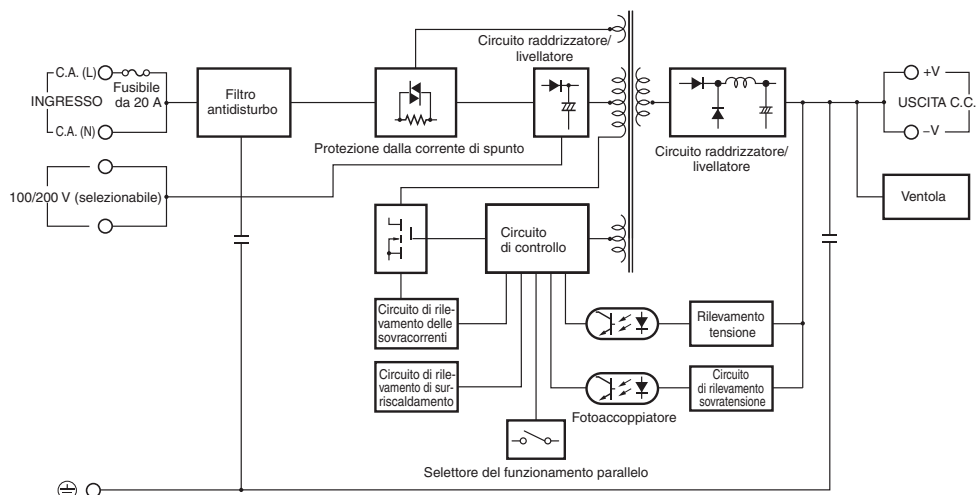 Circuito raddrizzatore/
livellatore
C.A. (L)
Fusibile
da 20 A
INGRESSO
C.A. (N)
Filtro
antidisturbo
Protezione dalla corrente di spunto
Circuito raddrizzatore/
livellatore
+V
USCITA C.C.
–V
100/200 V (selezionabile)
Ventola
Circuito
di controllo
Circuito di rile-
vamento delle
sovracorrenti
Rilevamento
tensione
Circuito di rile-
vamento di sur-
riscaldamento
Circuito
di rilevamento
sovratensione
Fotoaccoppiatore
Selettore del funzionamento parallelo